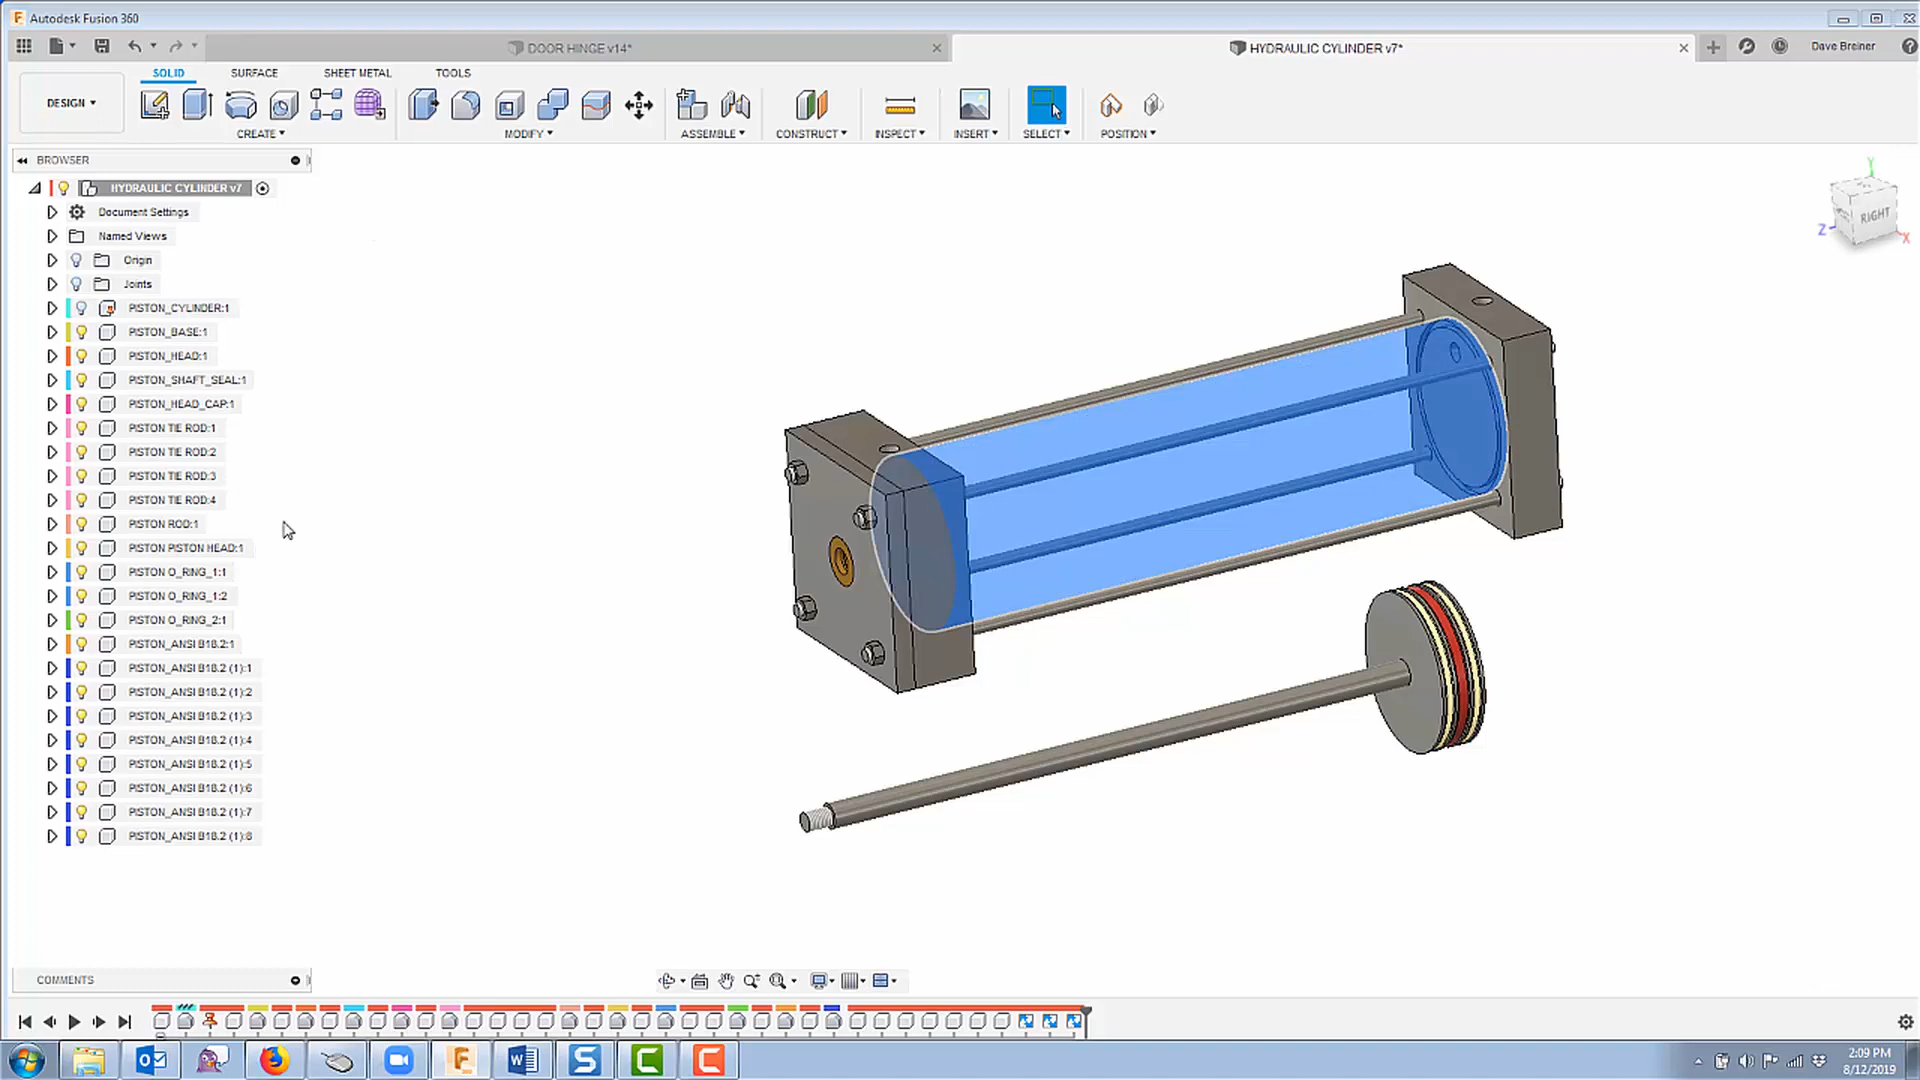 Autodesk Fusion 360
DOOR HINGE v14*
HYDRAULIC CYLINDER v7*
Dave Breiner
DESIGN
SOLID
SURFACE
SHEET METAL
TOOLS
CREATE
MODIFY
ASSEMBLE
CONSTRUCT
INSPECT
INSERT
SELECT
POSITION
BROWSER
HYDRAULIC CYLINDER v7
Document Settings
Named Views
Origin
Joints
PISTON_CYLINDER:1
PISTON_BASE:1
PISTON_HEAD:1
PISTON_SHAFT_SEAL:1
PISTON_HEAD_CAP:1
PISTON TIE ROD:1
PISTON TIE ROD:2
PISTON TIE ROD:3
PISTON TIE ROD:4
PISTON ROD:1
PISTON PISTON HEAD:1
PISTON O_RING_1:1
PISTON O_RING_1:2
PISTON O_RING_2:1
PISTON_ANSI B18.2:1
PISTON_ANSI B18.2 (1):1
PISTON_ANSI B18.2 (1):2
PISTON_ANSI B18.2 (1):3
PISTON_ANSI B18.2 (1):4
PISTON_ANSI B18.2 (1):5
PISTON_ANSI B18.2 (1):6
PISTON_ANSI B18.2 (1):7
PISTON_ANSI B18.2 (1):8
Y
RIGHT
Z
X
COMMENTS
2:09 PM
8/12/2019